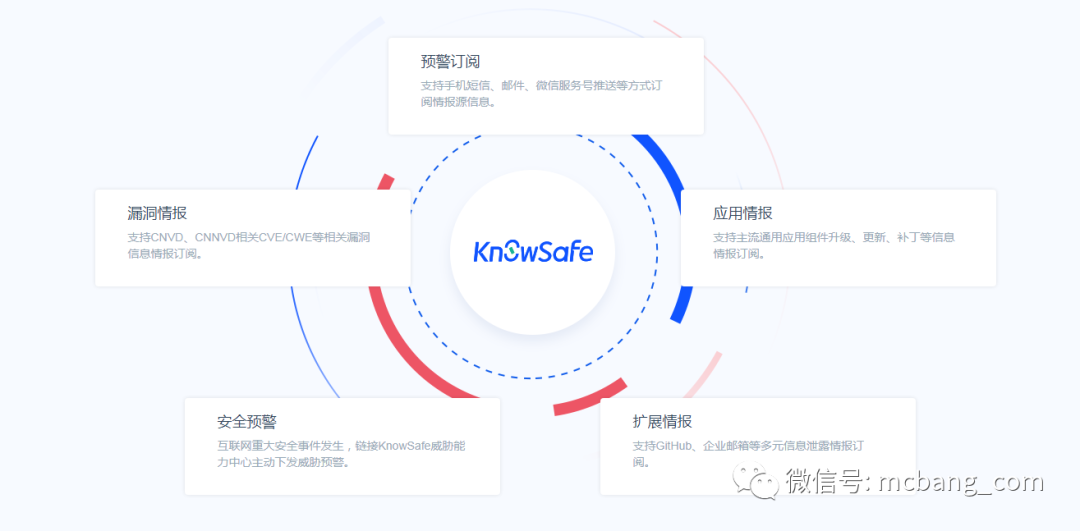 预警订阅
支持手机短信、邮件、微信服务号推送等方式订
阅情报源信息。
漏洞情报
支持CNVD、CNNVD相关CVE/CWE等相关漏洞
信息情报订阅。
KnowSafe
应用情报
支持主流通用应用组件升级、更新、补丁等信息
情报订阅。
安全预警
互联网重大安全事件发生，链接KnowSafe威胁能
力中心主动下发威胁预警。
扩展情报
支持GitHub、企业邮箱等多元信息泄露情报订
阅。
微信号: mcbang_com